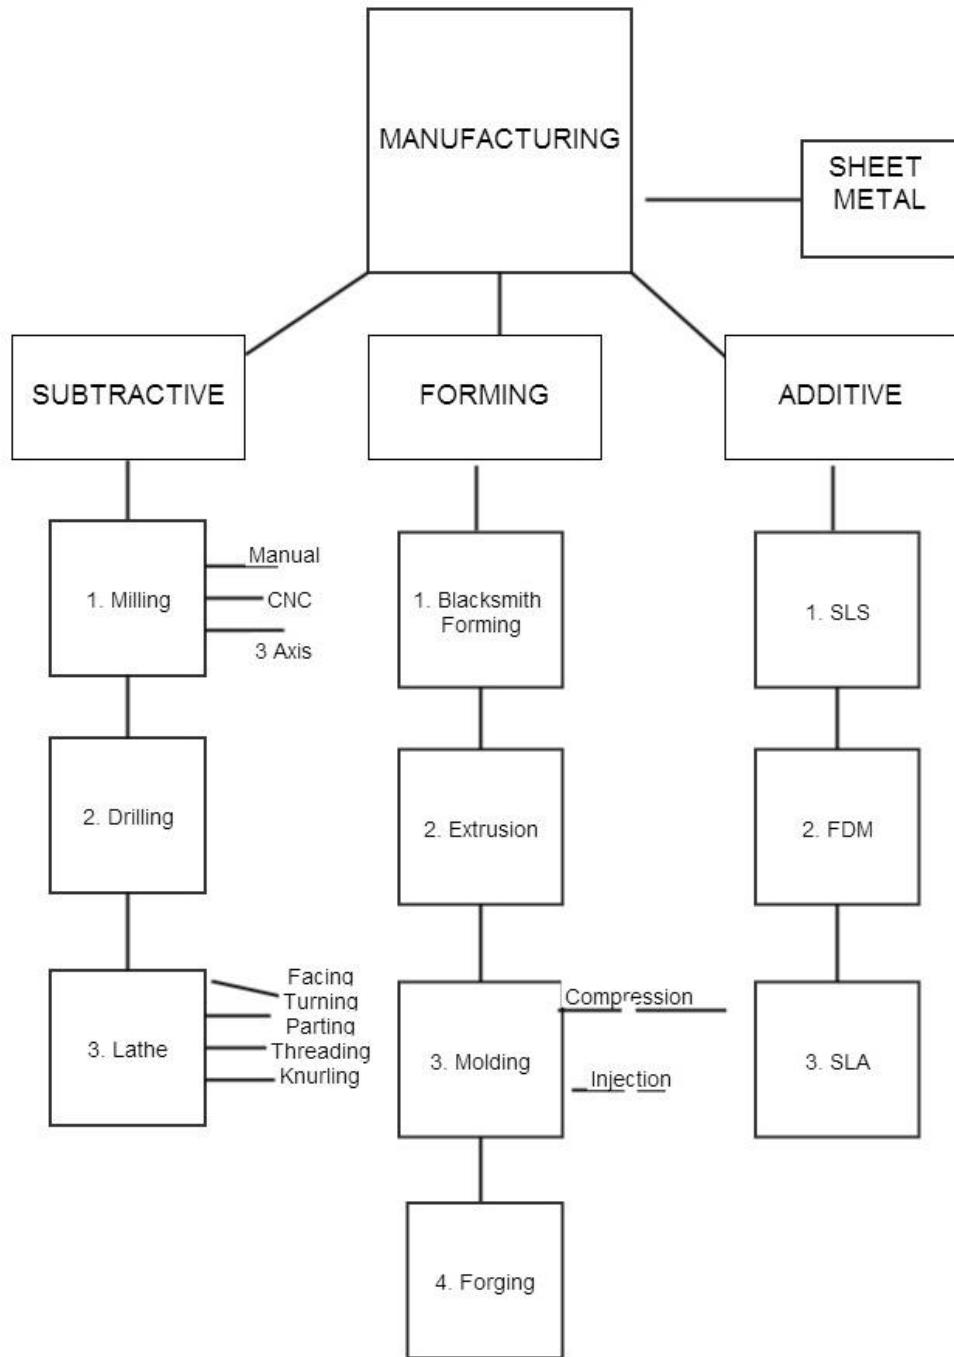 MANUFACTURING
SHEET
METAL
SUBTRACTIVE
FORMING
ADDITIVE
1. Milling
Manual
CNC
3 Axis
1. Blacksmith
Forming
1. SLS
2. Drilling
2. Extrusion
2. FDM
3. Lathe
Facing
Turning
Parting
Threading
Knurling
3. Molding
Compression
Injection
3. SLA
4. Forging